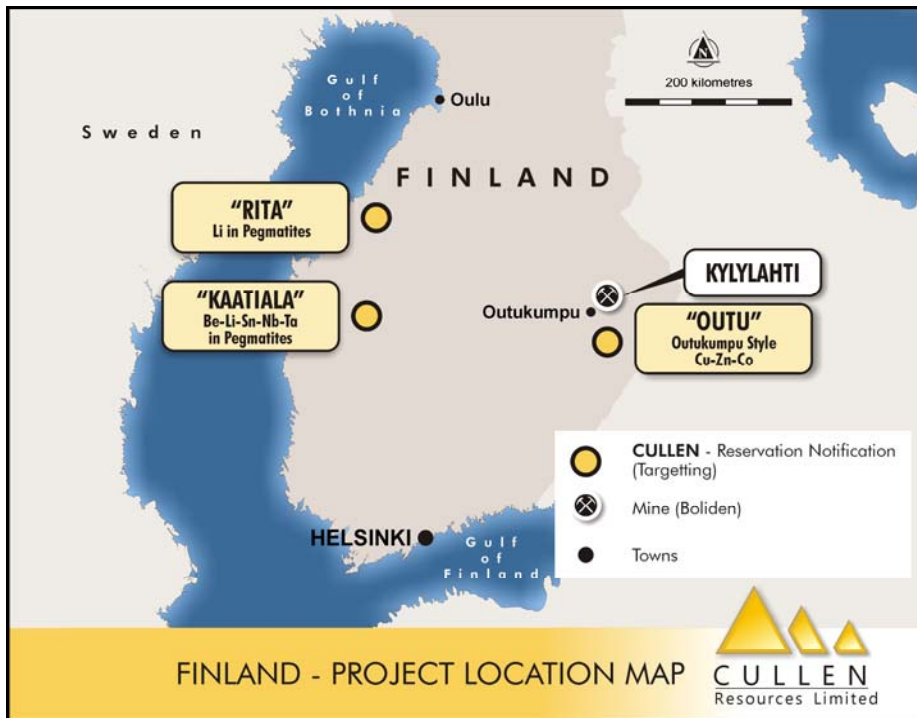 N
200 kilometres
Gulf
of
Bothnia
Oulu
Sweden
FINLAND
"RITA"
Li in Pegmatites
KYLYLAHTI
"KAATIALA"
Be-Li-Sn-Nb-Ta
in Pegmatites
Outukumpu
"OUTU"
Outukumpu Style
Cu-Zn-Co
CULLEN - Reservation Notification
(Targetting)
Mine (Boliden)
Towns
HELSINKI
Gulf
of
Finland
FINLAND - PROJECT LOCATION MAP
CULLEN
Resources Limited